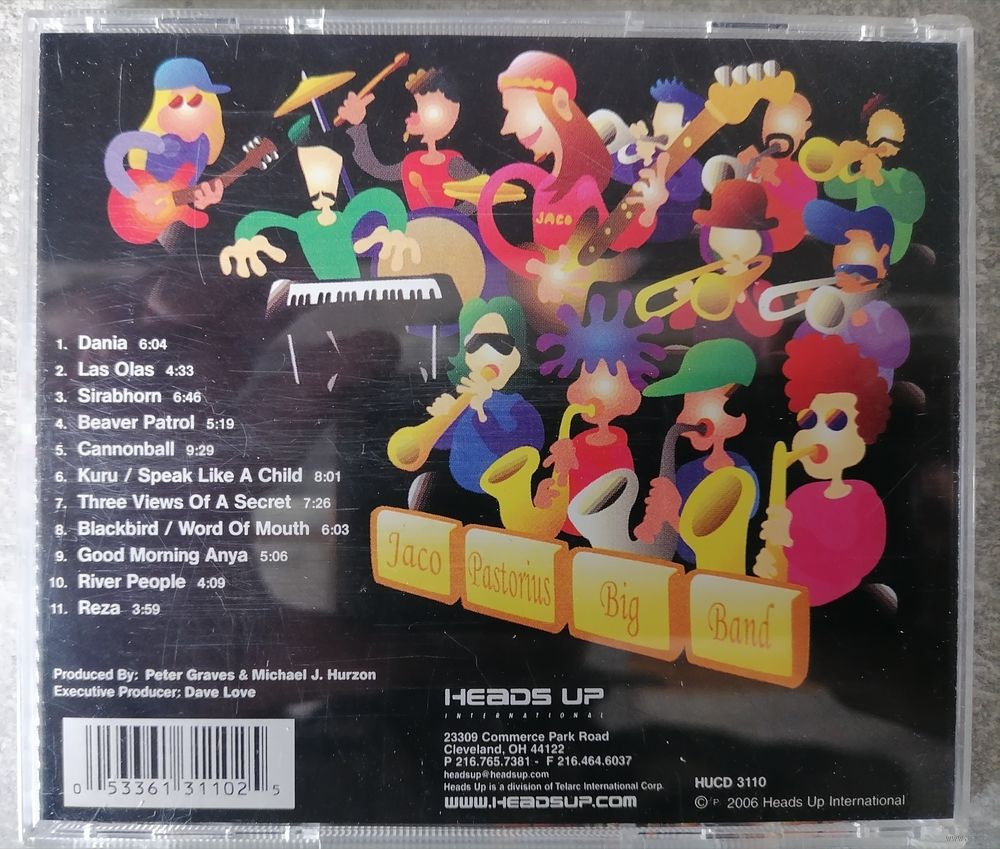 JACO
1. Dania 6:04
2. Las Olas 4:33
3. Sirabhorn 6:46
4. Beaver Patrol 5:19
5. Cannonball 9:29
6. Kuru / Speak Like A Child 8:01
7. Three Views Of A Secret 7:26
8. Blackbird / Word Of Mouth 6:03
9. Good Morning Anya 5:06
10. River People 4:09
11. Reza 3:59
Jaco Pastorius Big Band
Produced By: Peter Graves & Michael J. Hurzon
Executive Producer: Dave Love
0 53361 31102 5
HEADS UP
INTERNATIONAL
23309 Commerce Park Road
Cleveland, OH 44122
P 216.765.7381 - F 216.464.6037
headsup@headsup.com
Heads Up is a division of Telarc International Corp.
www.HEADSUP.COM
HUCD 3110
© ℗ 2006 Heads Up International